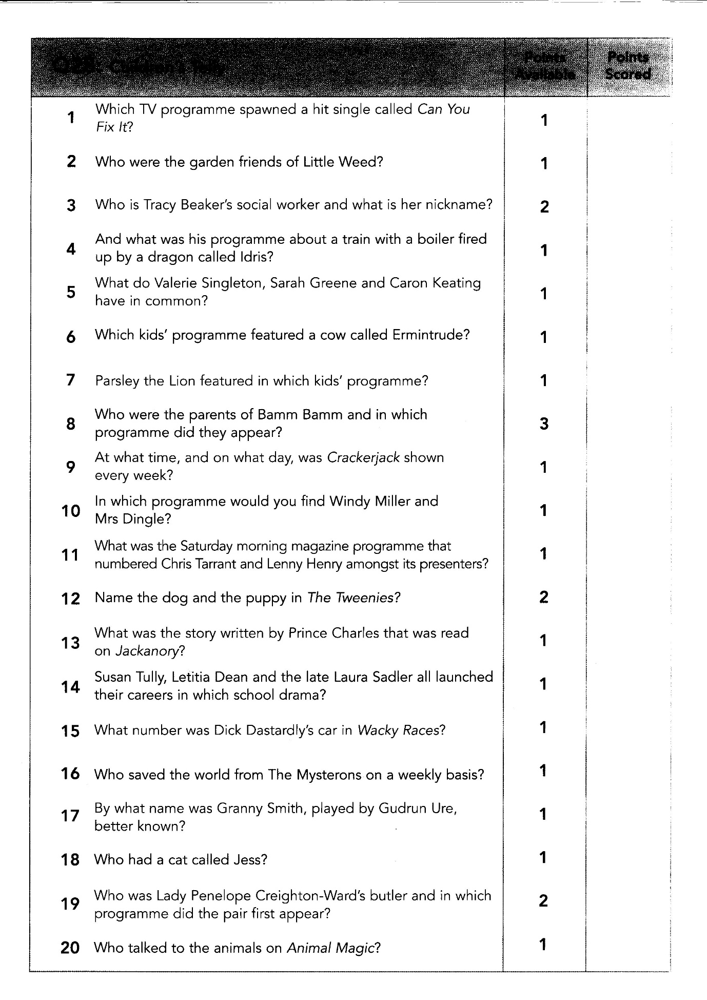 Q29: Children's Telly
Points Available
Points Scored
1 Which TV programme spawned a hit single called Can You
Fix It?
1
2 Who were the garden friends of Little Weed?
1
3 Who is Tracy Beaker's social worker and what is her nickname?
2
4 And what was his programme about a train with a boiler fired
up by a dragon called Idris?
1
5 What do Valerie Singleton, Sarah Greene and Caron Keating
have in common?
1
6 Which kids' programme featured a cow called Ermintrude?
1
7 Parsley the Lion featured in which kids' programme?
1
8 Who were the parents of Bamm Bamm and in which
programme did they appear?
3
9 At what time, and on what day, was Crackerjack shown
every week?
1
10 In which programme would you find Windy Miller and
Mrs Dingle?
1
11 What was the Saturday morning magazine programme that
numbered Chris Tarrant and Lenny Henry amongst its presenters?
1
12 Name the dog and the puppy in The Tweenies?
2
13 What was the story written by Prince Charles that was read
on Jackanory?
1
14 Susan Tully, Letitia Dean and the late Laura Sadler all launched
their careers in which school drama?
1
15 What number was Dick Dastardly's car in Wacky Races?
1
16 Who saved the world from The Mysterons on a weekly basis?
1
17 By what name was Granny Smith, played by Gudrun Ure,
better known?
1
18 Who had a cat called Jess?
1
19 Who was Lady Penelope Creighton-Ward's butler and in which
programme did the pair first appear?
2
20 Who talked to the animals on Animal Magic?
1